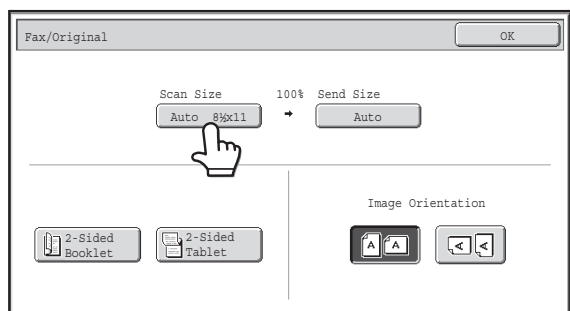 Fax/Original
OK
Scan Size
100%
Send Size
Auto 8½x11
Auto
Image Orientation
2-Sided
Booklet
2-Sided
Tablet
A A
A A